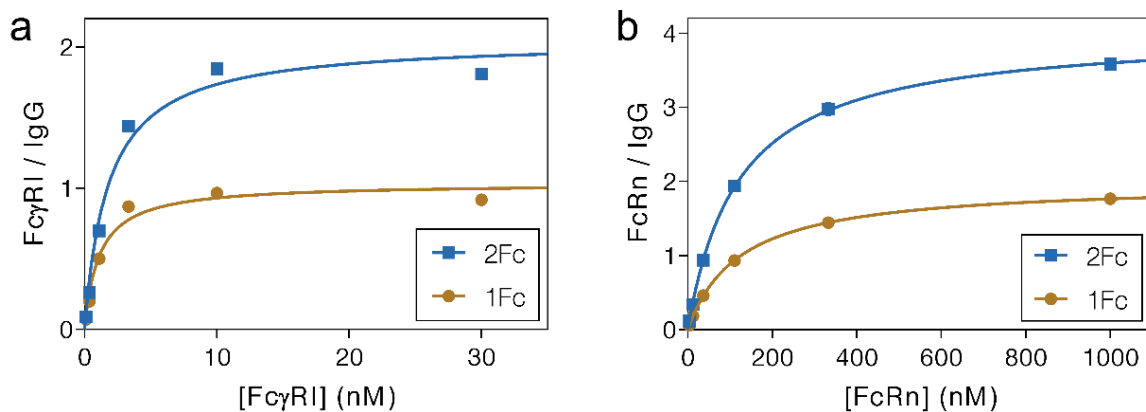 a
2
1
0
FcγRI / IgG
2Fc
1Fc
0
10
20
30
[FcγRI] (nM)
b
4
3
2
1
0
FcRn / IgG
2Fc
1Fc
0
200
400
600
800
1000
[FcRn] (nM)